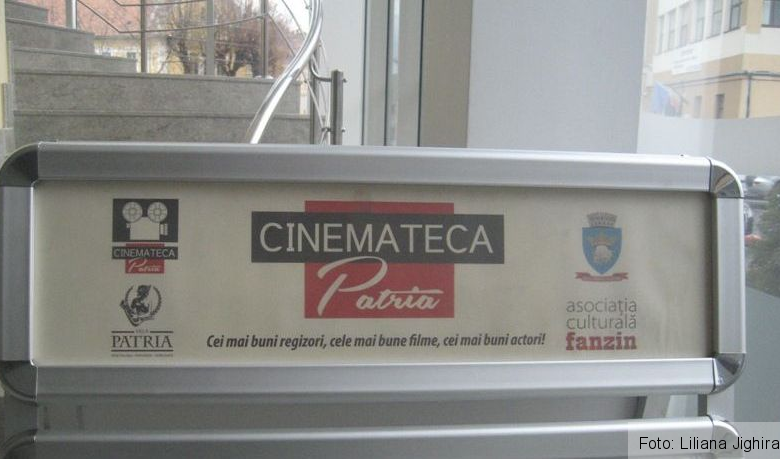 CINEMATECA
Patria
SALA
PATRIA
CINEMATECA
Patria
Cei mai buni regizori, cele mai bune filme, cei mai buni actori!
asociația
culturală
fanzin
Foto: Liliana Jighira